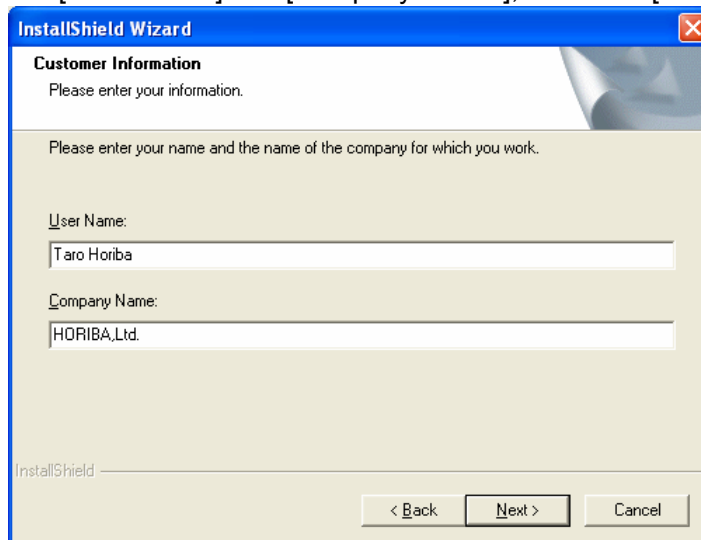 InstallShield Wizard
Customer Information
Please enter your information.
Please enter your name and the name of the company for which you work.
User Name:
Taro Horiba
Company Name:
HORIBA,Ltd.
InstallShield
< Back Next > Cancel